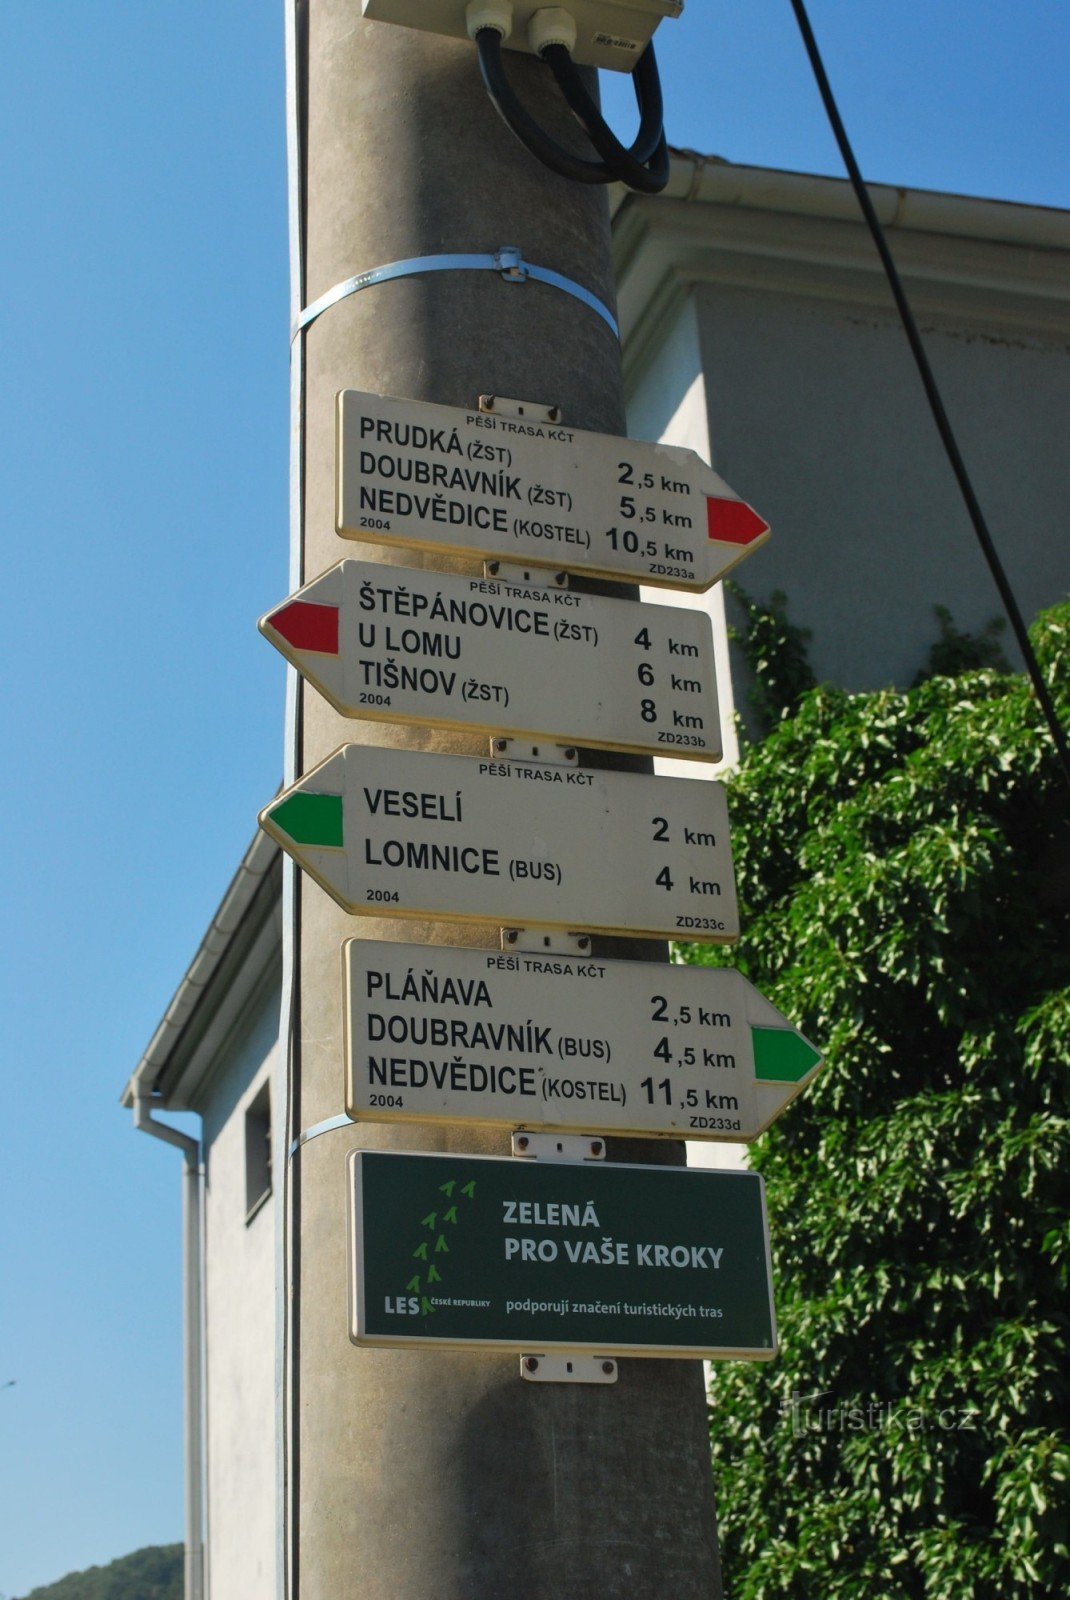 PĚŠÍ TRASA KČT
PRUDKÁ (ŽST) 2,5 km
DOUBRAVNÍK (ŽST) 5,5 km
NEDVĚDICE (KOSTEL) 10,5 km
2004 ZD233a
PĚŠÍ TRASA KČT
ŠTĚPÁNOVICE (ŽST) 4 km
U LOMU 6 km
TIŠNOV (ŽST) 8 km
2004 ZD233b
PĚŠÍ TRASA KČT
VESELÍ 2 km
LOMNICE (BUS) 4 km
2004 ZD233c
PĚŠÍ TRASA KČT
PLÁŇAVA 2,5 km
DOUBRAVNÍK (BUS) 4,5 km
NEDVĚDICE (KOSTEL) 11,5 km
2004 ZD233d
ZELENÁ
PRO VAŠE KROKY
LESY ČESKÉ REPUBLIKY podporují značení turistických tras
Turistika.cz